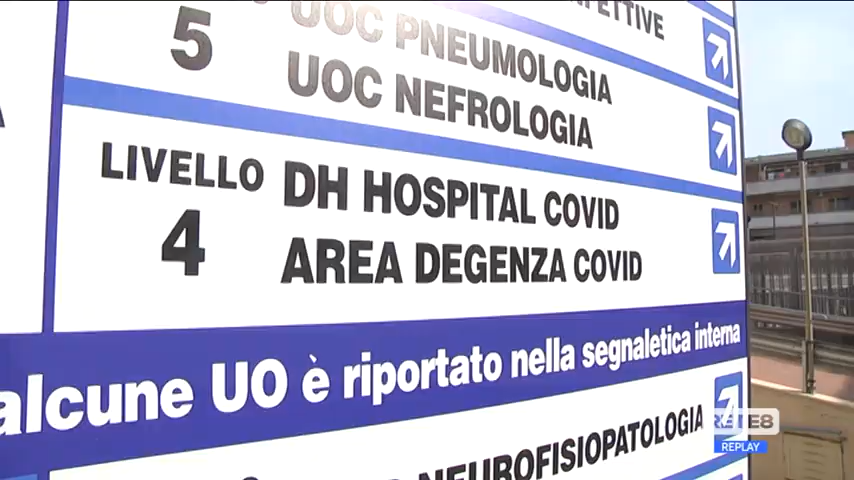 AFFETTIVE
5 UOC PNEUMOLOGIA
UOC NEFROLOGIA
LIVELLO DH HOSPITAL COVID
4 AREA DEGENZA COVID
alcune UO è riportato nella segnaletica interna
NEUROFISIOPATOLOGIA
RETE8
REPLAY